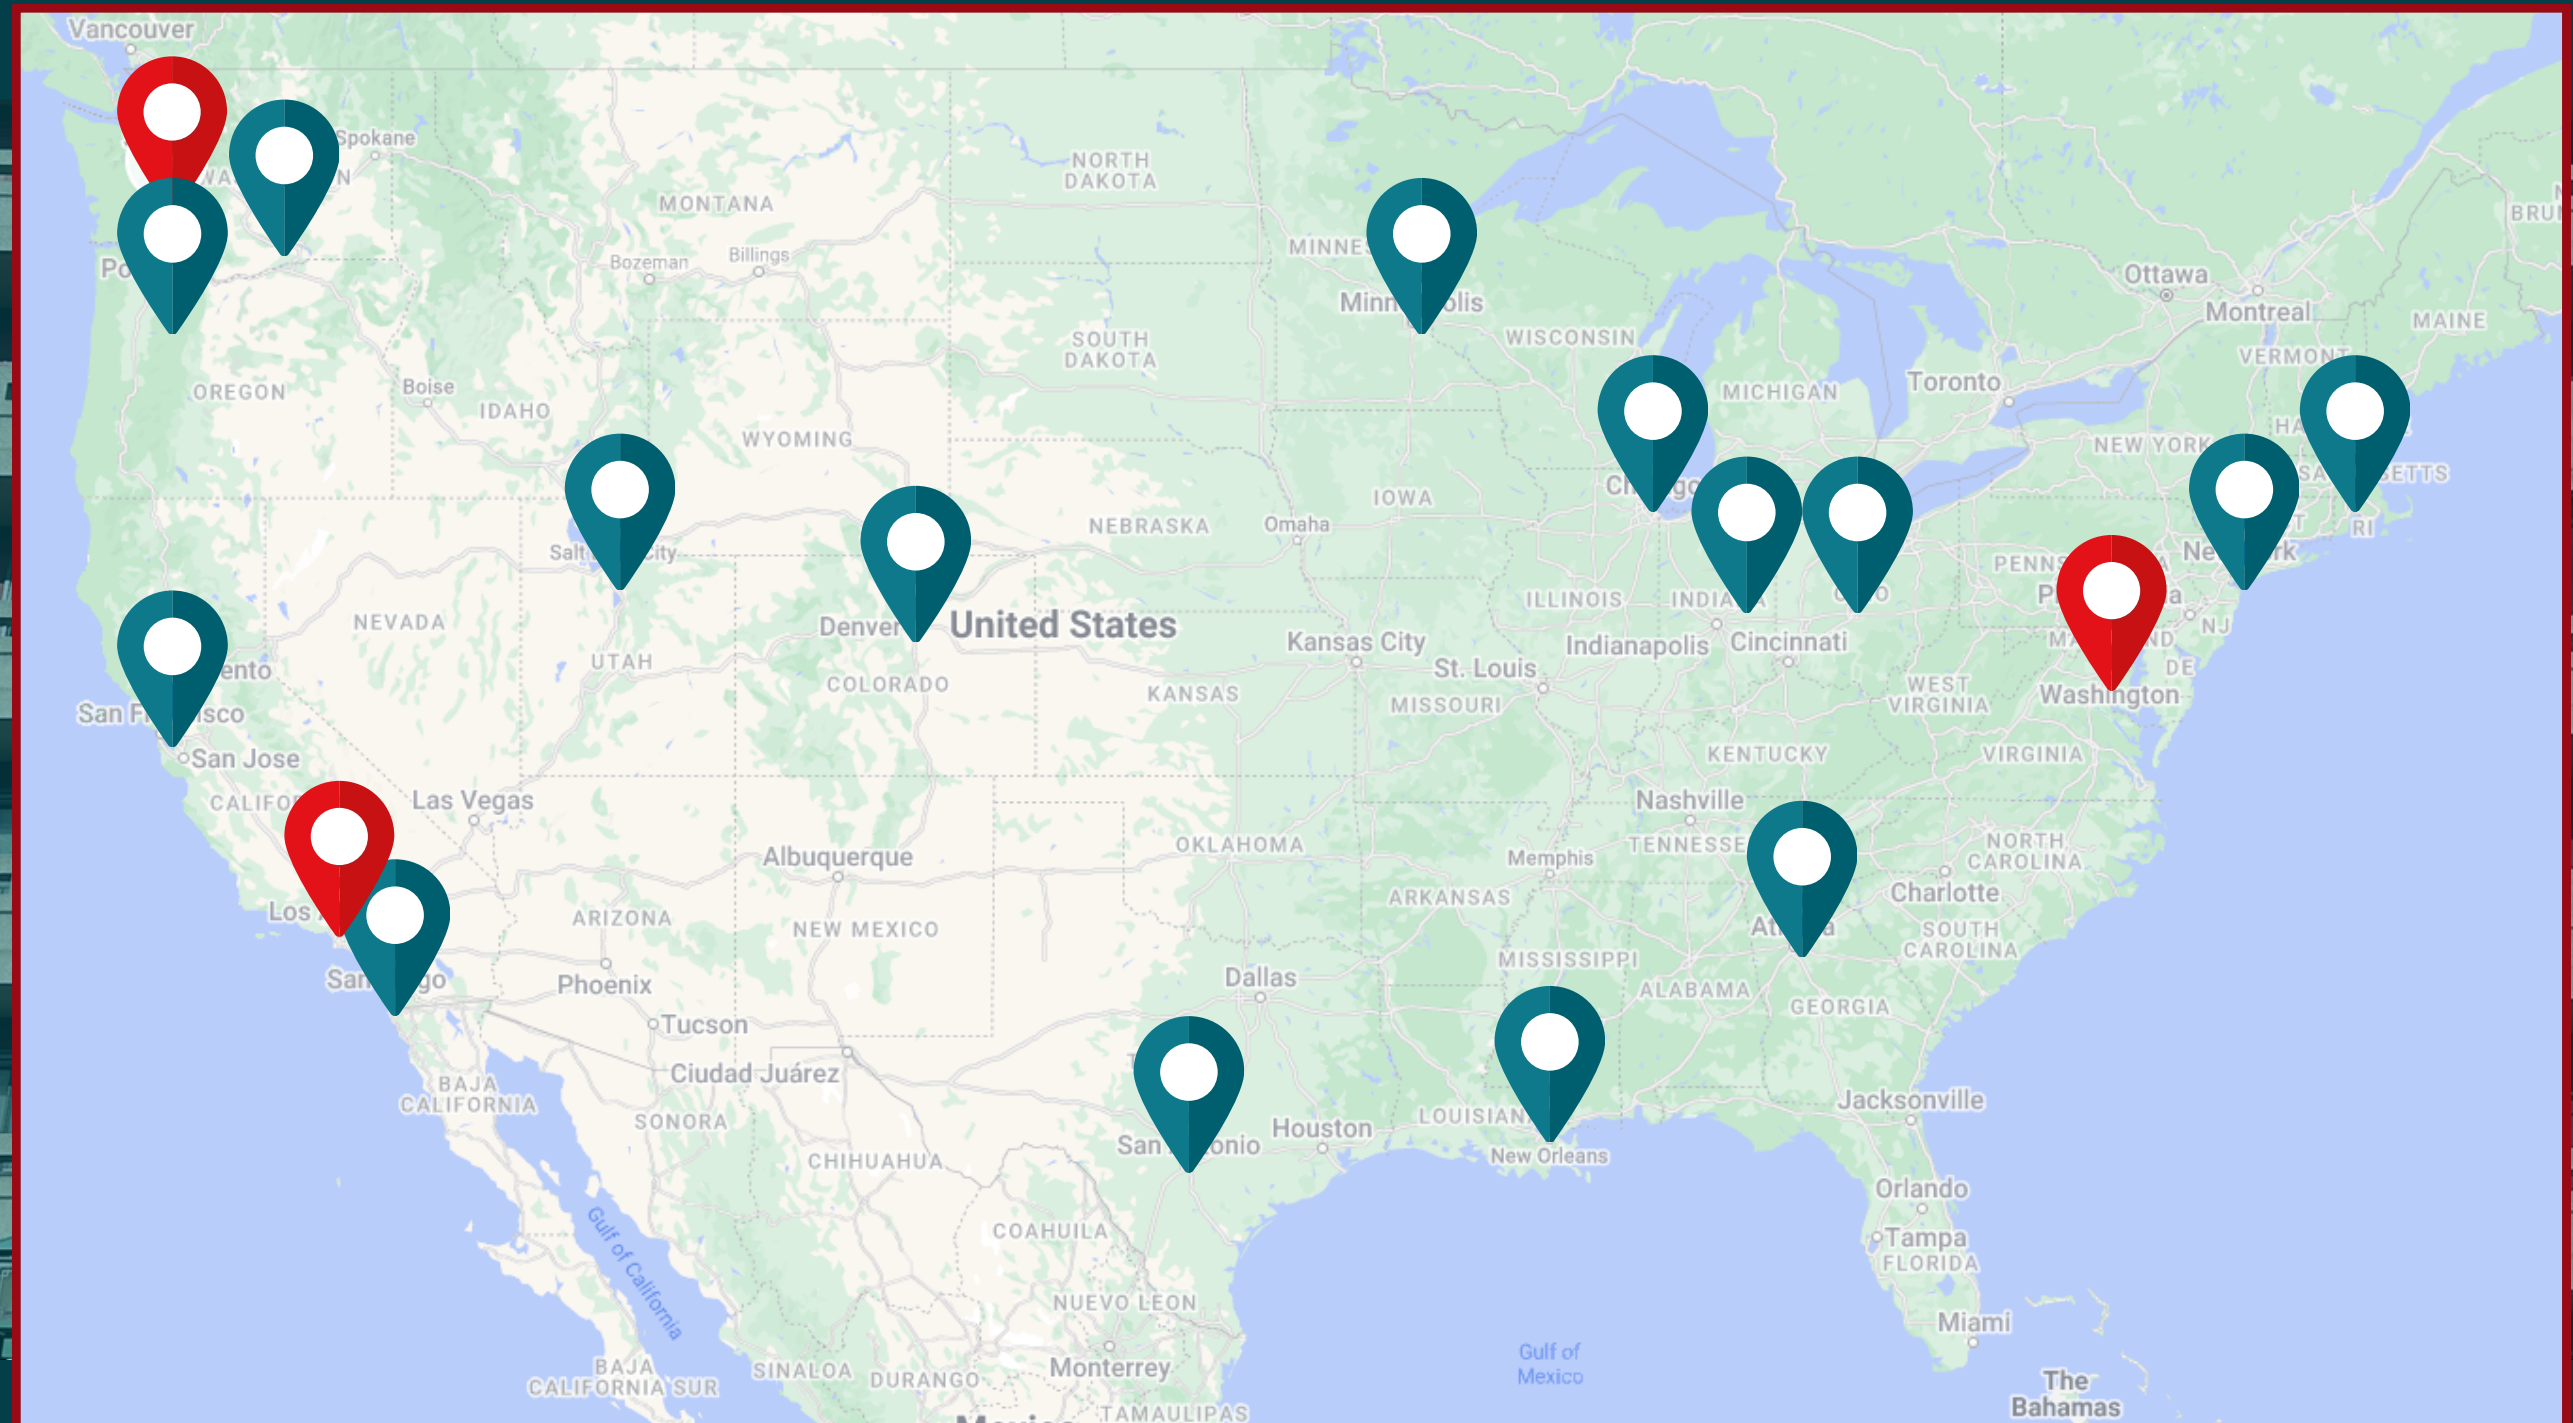 Vancouver
Spokane
NORTH
DAKOTA
MONTANA
Billings
Bozeman
Ottawa
Montreal
MAINE
VERMONT
WISCONSIN
SOUTH
DAKOTA
OREGON
Boise
IDAHO
MICHIGAN
Toronto
WYOMING
NEW YORK
IOWA
NEBRASKA
Omaha
RI
NEVADA
Denver
United States
ILLINOIS
Kansas City
Indianapolis
Cincinnati
NJ
UTAH
COLORADO
St. Louis
DE
KANSAS
MISSOURI
WEST
VIRGINIA
Washington
San Jose
KENTUCKY
VIRGINIA
Las Vegas
Nashville
OKLAHOMA
Albuquerque
Memphis
NORTH
CAROLINA
ARKANSAS
Charlotte
ARIZONA
NEW MEXICO
SOUTH
CAROLINA
MISSISSIPPI
Phoenix
Dallas
ALABAMA
GEORGIA
Tucson
Ciudad Juárez
BAJA
CALIFORNIA
SONORA
Houston
Jacksonville
New Orleans
CHIHUAHUA
Orlando
COAHUILA
Tampa
FLORIDA
Gulf of California
NUEVO LEON
Miami
Gulf of
Mexico
Monterrey
BAJA
CALIFORNIA SUR
SINALOA
DURANGO
The
Bahamas
TAMAULIPAS